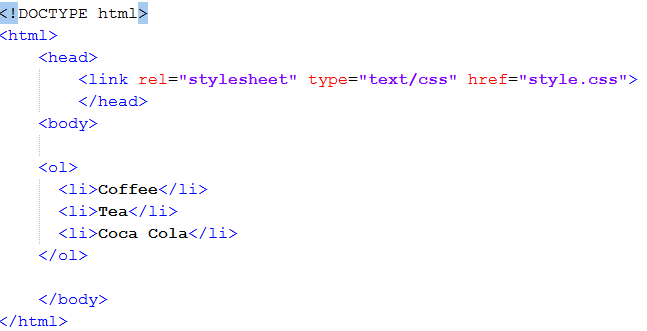 <!DOCTYPE html>
<html>
<head>
<link rel="stylesheet" type="text/css" href="style.css">
</head>
<body>
<ol>
<li>Coffee</li>
<li>Tea</li>
<li>Coca Cola</li>
</ol>
</body>
</html>